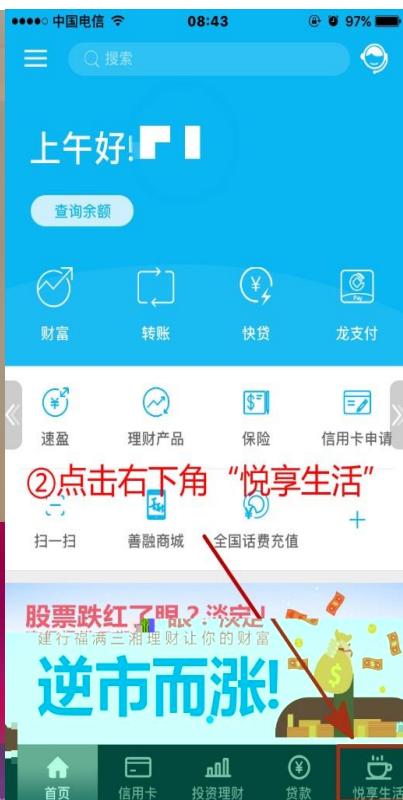 中国电信 08:43 97%
搜索
上午好!
查询余额
财富 转账 快贷 龙支付
速盈 理财产品 保险 信用卡申请
②点击右下角“悦享生活”
扫一扫 善融商城 全国话费充值
股票跌红了眼？淡定!
建行福满三湘理财让你的财富
逆市而涨!
首页 信用卡 投资理财 贷款 悦享生活